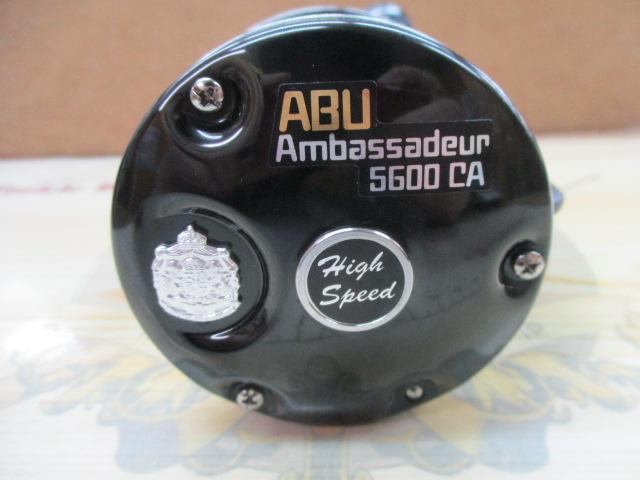 ABU
Ambassadeur
5600 CA
High
Speed